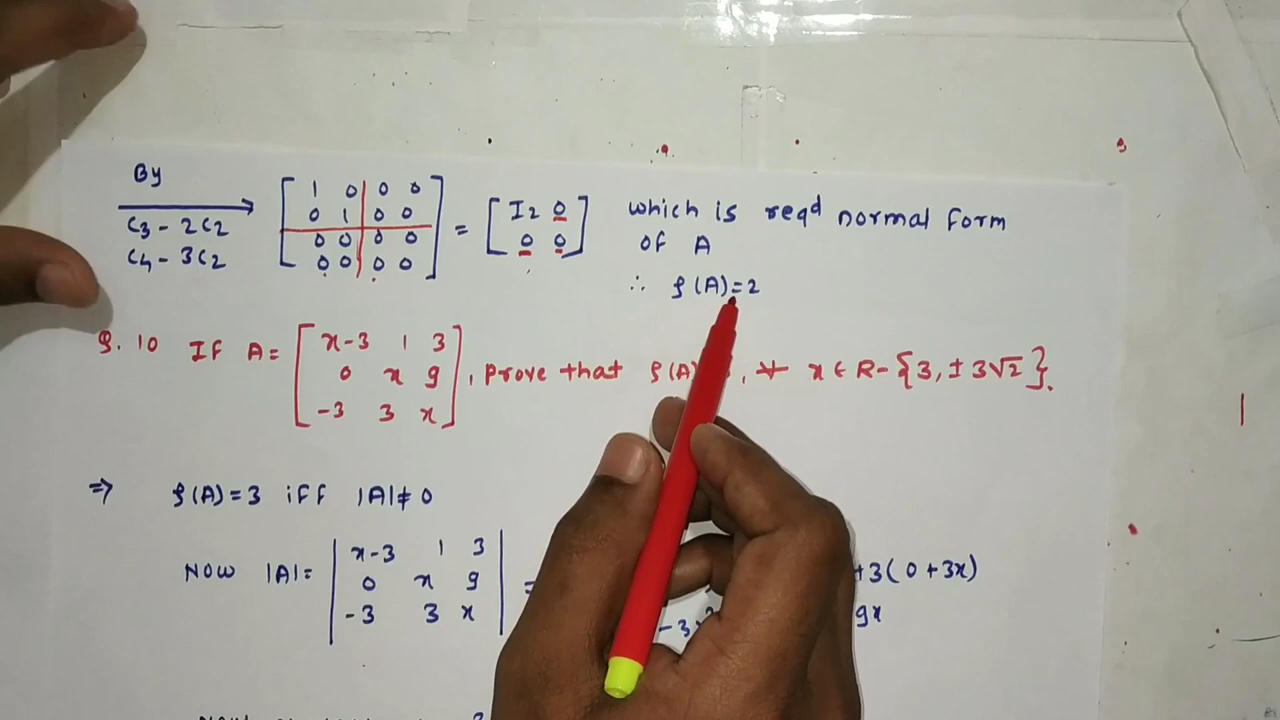 By
C3 - 2C2
C4 - 3C2
[ 1 0 0 0
0 1 0 0
0 0 0 0
0 0 0 0 ] = [ I2 0
0 0 ]
which is reqd normal form
of A
∴ ρ(A)=2
Q. 10 If A= [ x-3 1 3
0 x 9
-3 3 x ] , prove that ρ(A) , ∀ x ∈ R-{3, ±3√2}.
⇒ ρ(A)=3 iff |A|≠0
Now |A|= | x-3 1 3
0 x 9
-3 3 x | = +3(0+3x)
9x